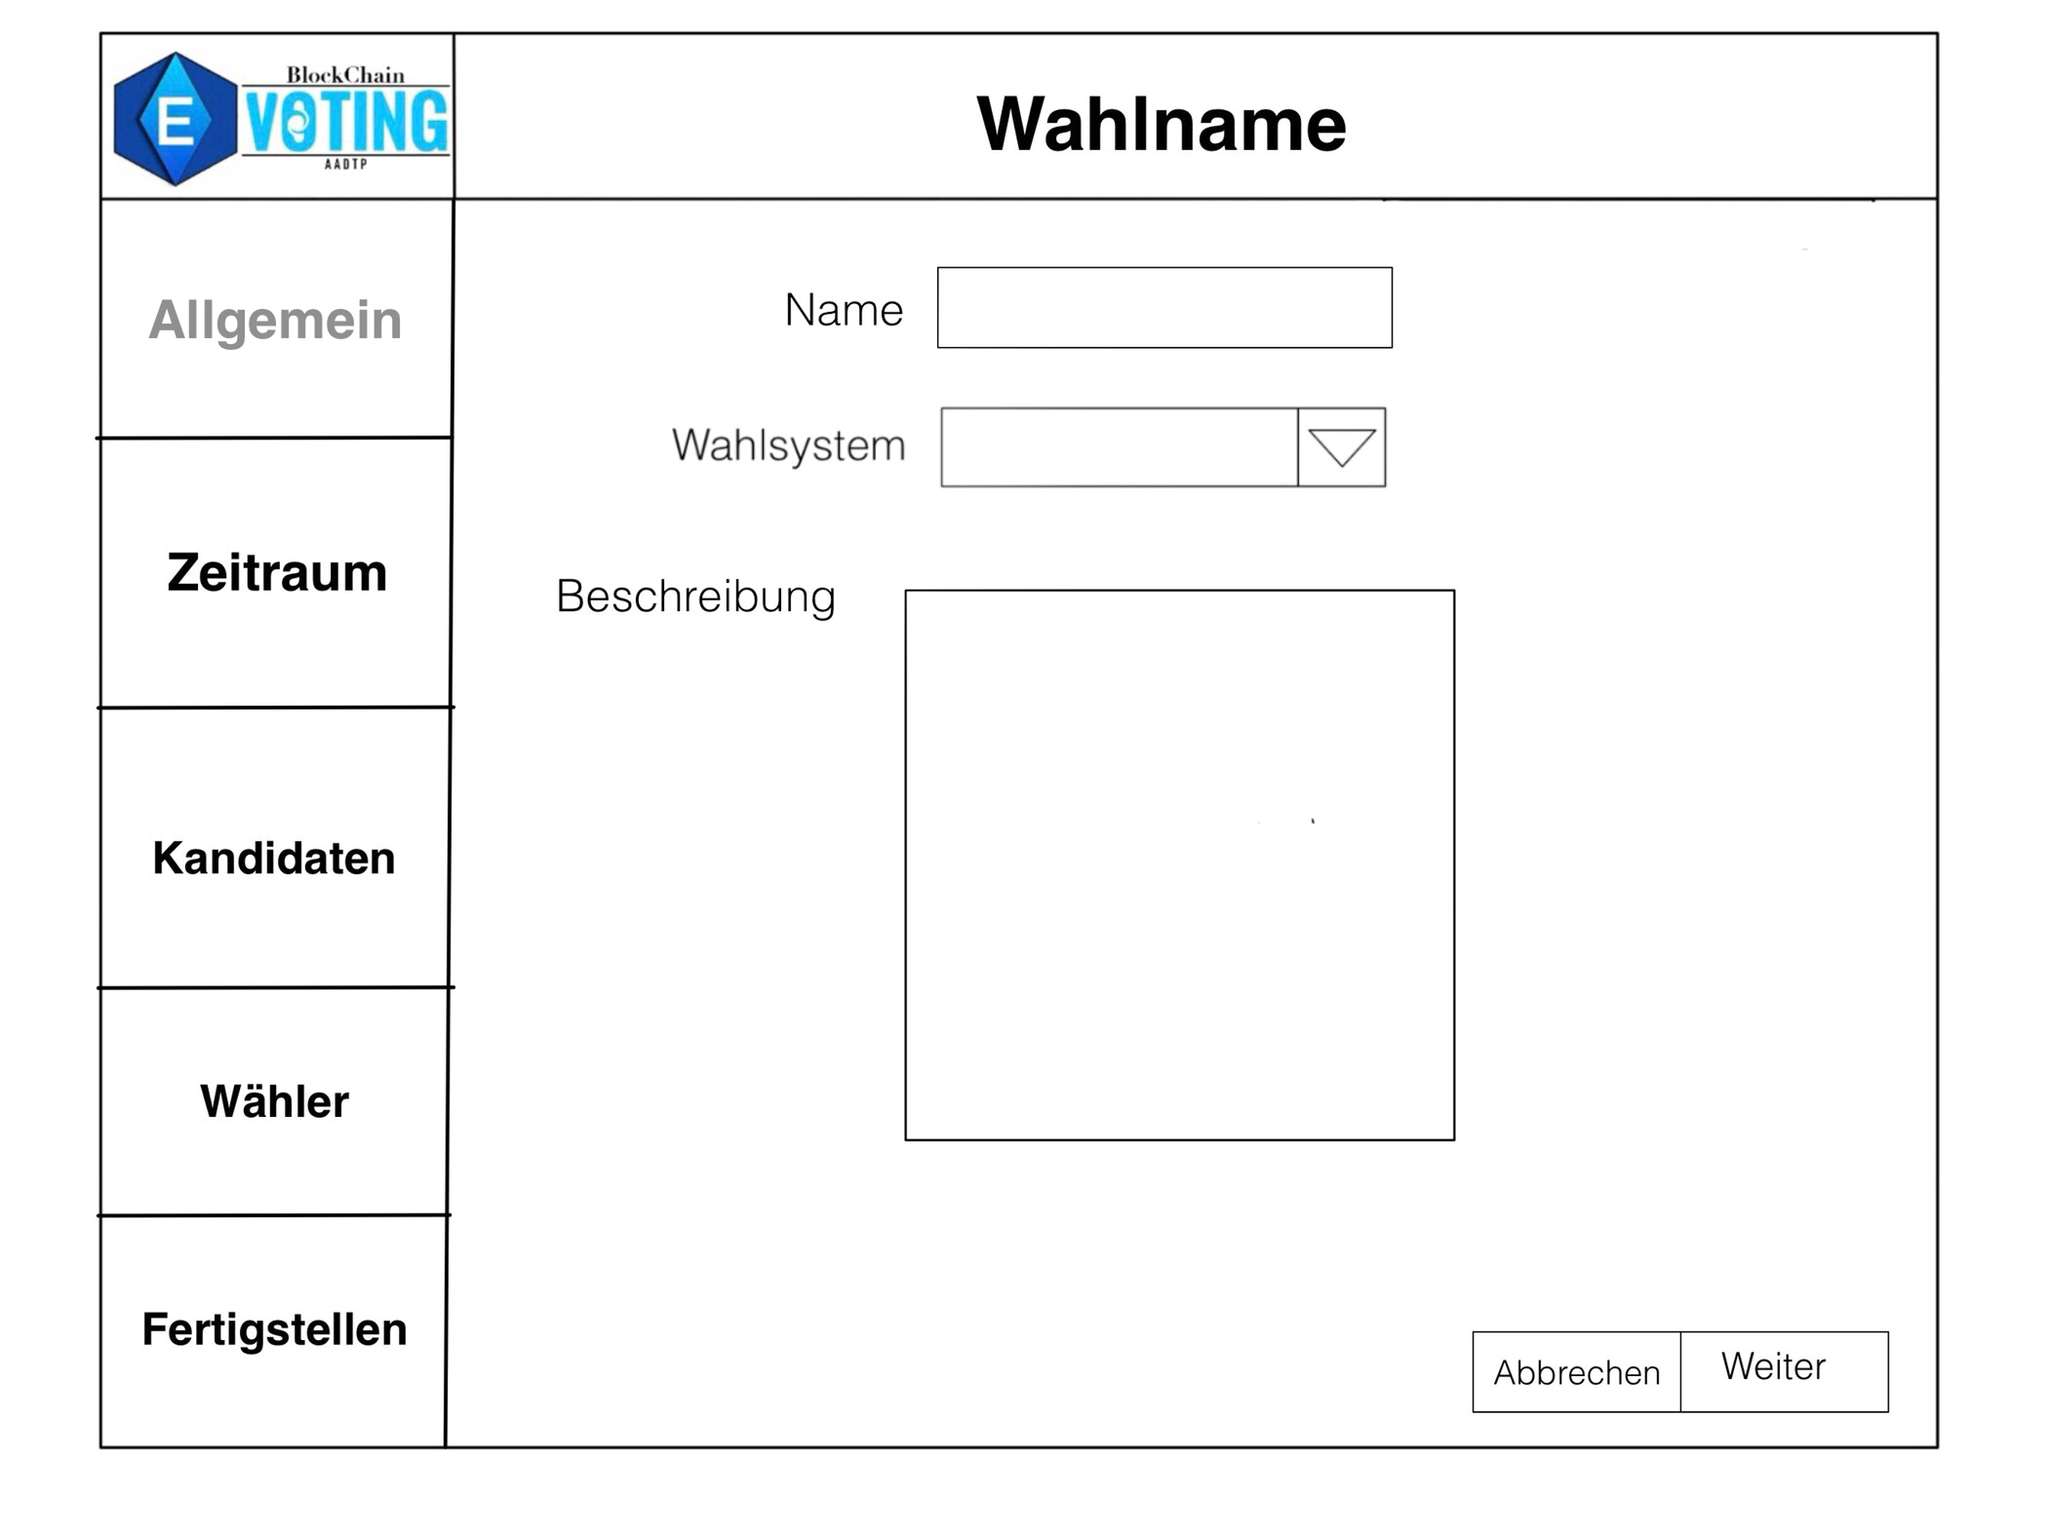 BlockChain
E VOTING
AADTP
Wahlname
Allgemein
Zeitraum
Kandidaten
Wähler
Fertigstellen
Name
Wahlsystem
Beschreibung
Abbrechen Weiter